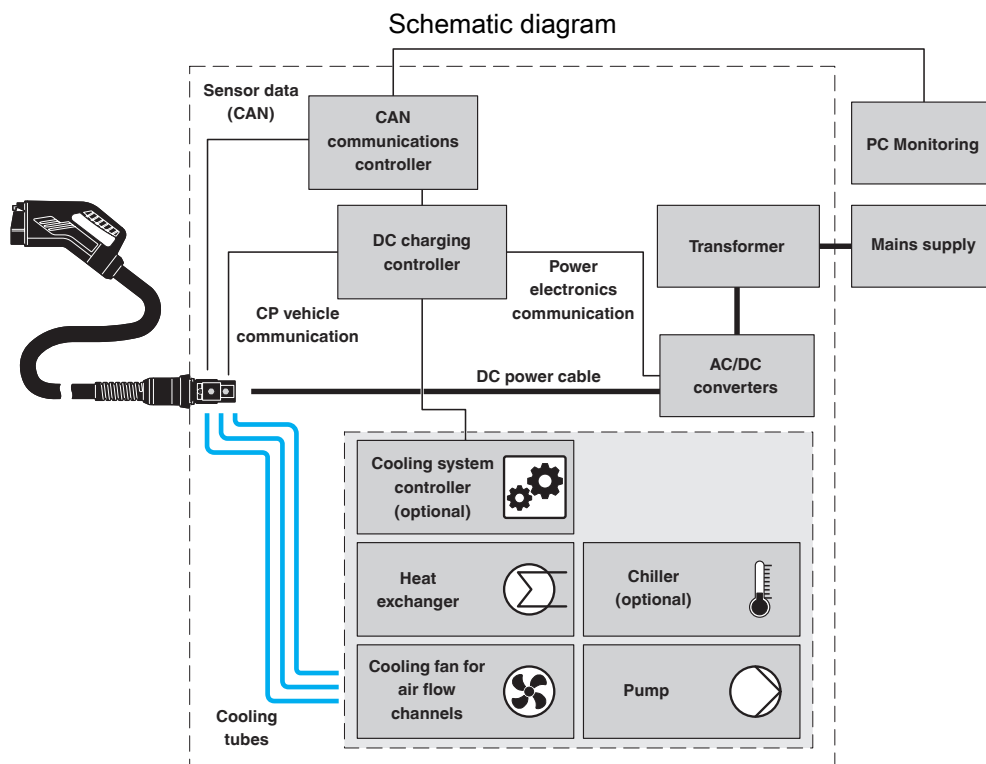 Schematic diagram
Sensor data
(CAN)
CAN
communications
controller
PC Monitoring
DC charging
controller
Transformer
Mains supply
CP vehicle
communication
Power
electronics
communication
DC power cable
AC/DC
converters
Cooling system
controller
(optional)
Heat
exchanger
Chiller
(optional)
Cooling fan for
air flow
channels
Pump
Cooling
tubes